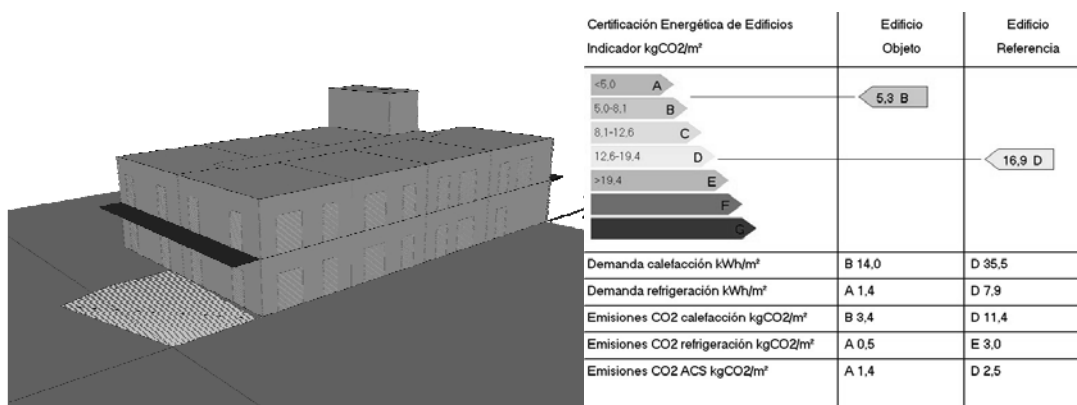 Certificación Energética de Edificios Edificio Edificio
Indicador kgCO2/m² Objeto Referencia
<5,0 A
5,3 B
5,0-8,1 B
8,1-12,6 C
12,6-19,4 D
16,9 D
>19,4 E
F
G
Demanda calefacción kWh/m² B 14,0 D 35,5
Demanda refrigeración kWh/m² A 1,4 D 7,9
Emisiones CO2 calefacción kgCO2/m² B 3,4 D 11,4
Emisiones CO2 refrigeración kgCO2/m² A 0,5 E 3,0
Emisiones CO2 ACS kgCO2/m² A 1,4 D 2,5